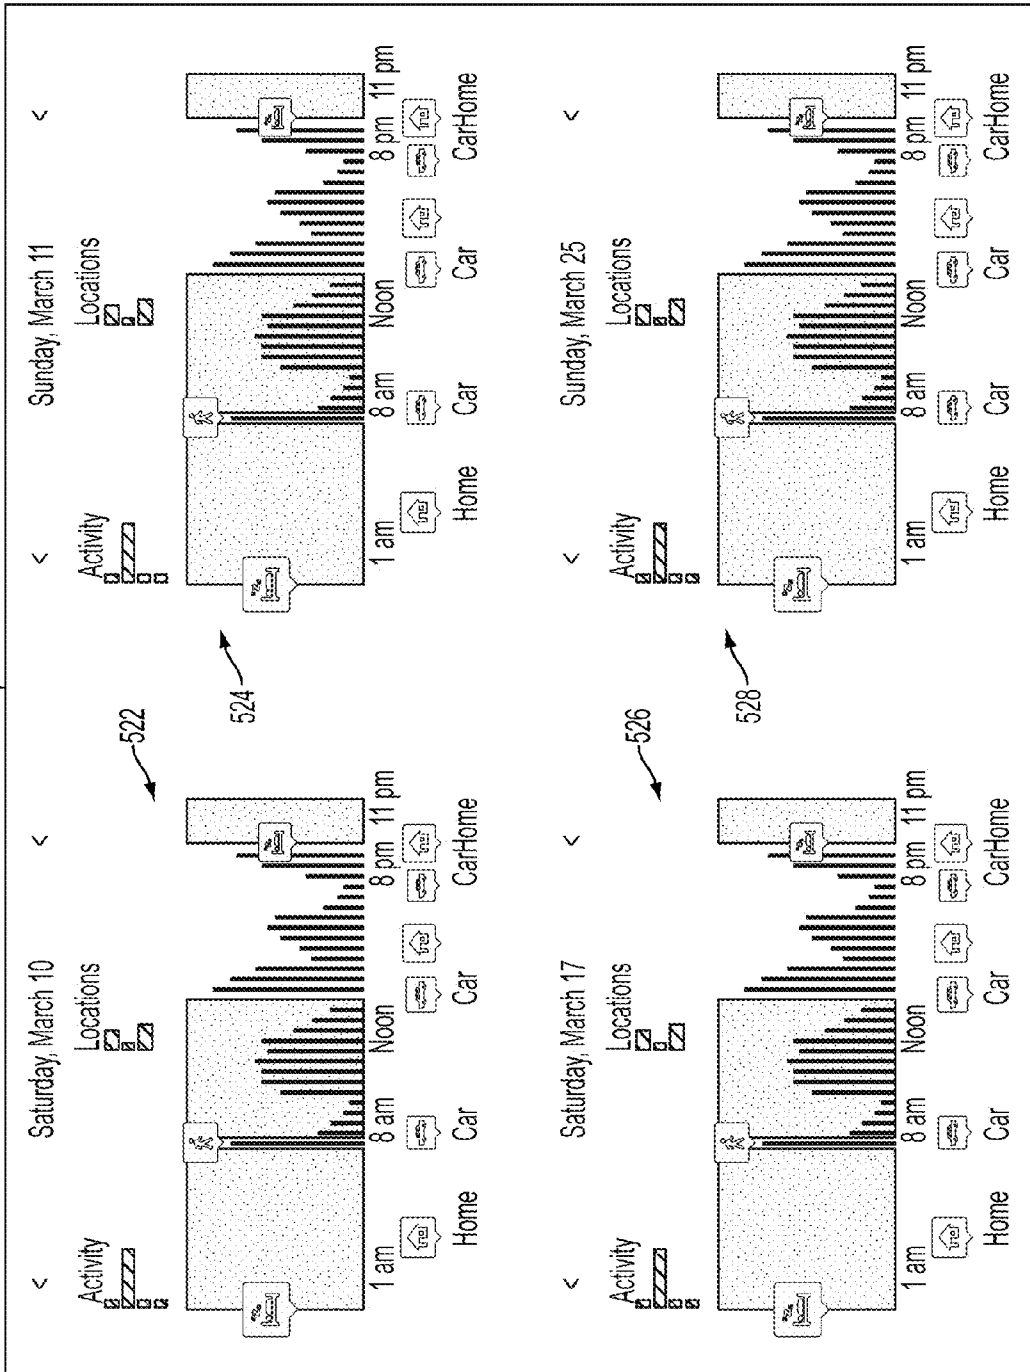 Saturday, March 10
< <
Activity Locations
1 am 8 am Noon 8 pm 11 pm
Home Car Car CarHome
522
Sunday, March 11
< <
Activity Locations
1 am 8 am Noon 8 pm 11 pm
Home Car Car CarHome
524
Saturday, March 17
< <
Activity Locations
1 am 8 am Noon 8 pm 11 pm
Home Car Car CarHome
526
Sunday, March 25
< <
Activity Locations
1 am 8 am Noon 8 pm 11 pm
Home Car Car CarHome
528